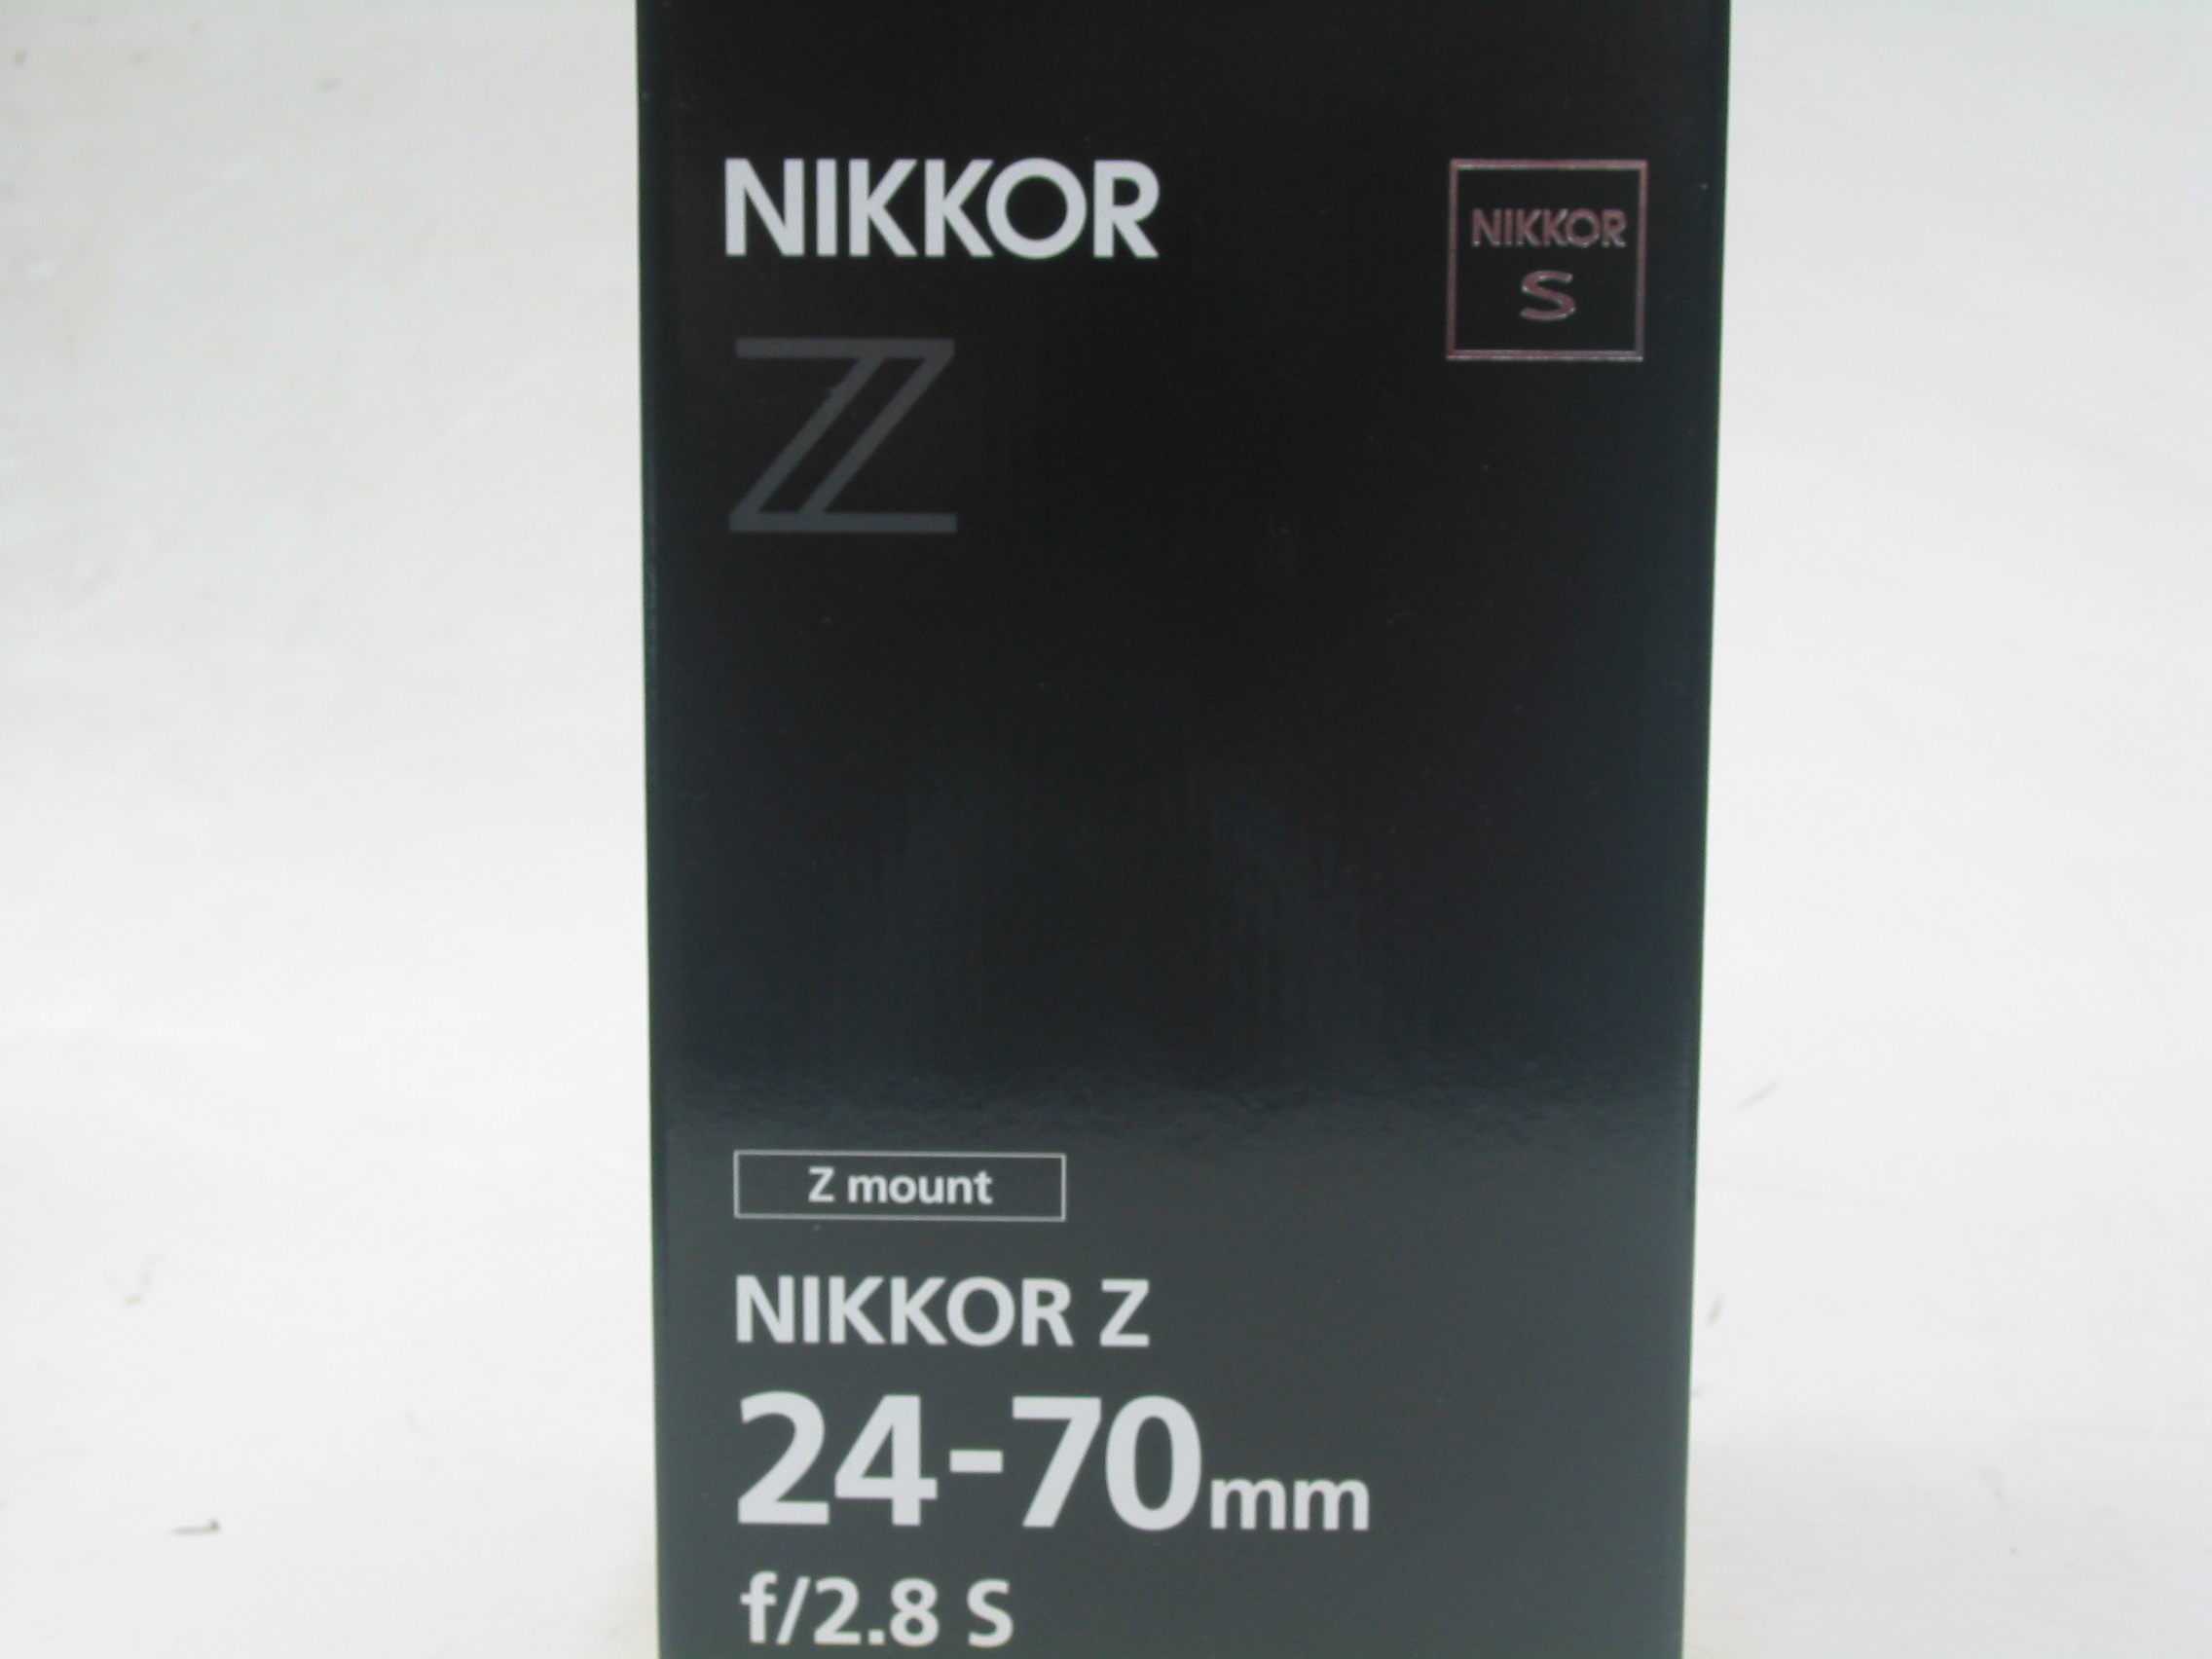 NIKKOR
Z
NIKKOR
S
Z mount
NIKKOR Z
24-70mm
f/2.8 S